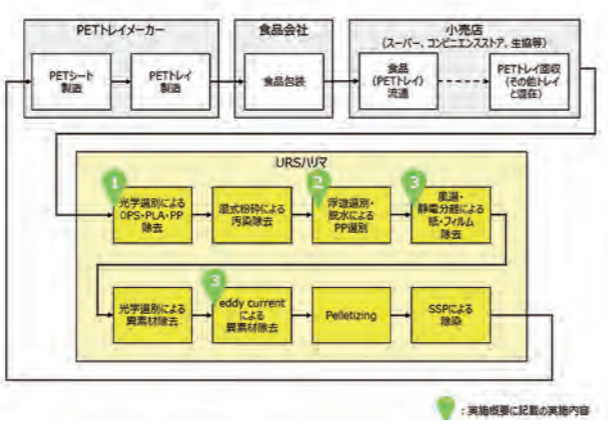 PETトレイメーカー
食品会社
小売店
(スーパー、コンビニエンスストア、生協等)
PETシート
製造
PETトレイ
製造
食品包装
食品
(PETトレイ)
流通
PETトレイ回収
(その他トレイ
と混在)
URSハリマ
1
光学選別による
OPS・PLA・PP
除去
湿式粉砕による
汚染除去
2
浮遊選別・
脱水による
PP選別
3
風選・
静電分離による
紙・フィルム
除去
光学選別による
異素材除去
3
eddy current
による
異素材除去
Pelletizing
SSPによる
除染
:実施概要に記載の実施内容